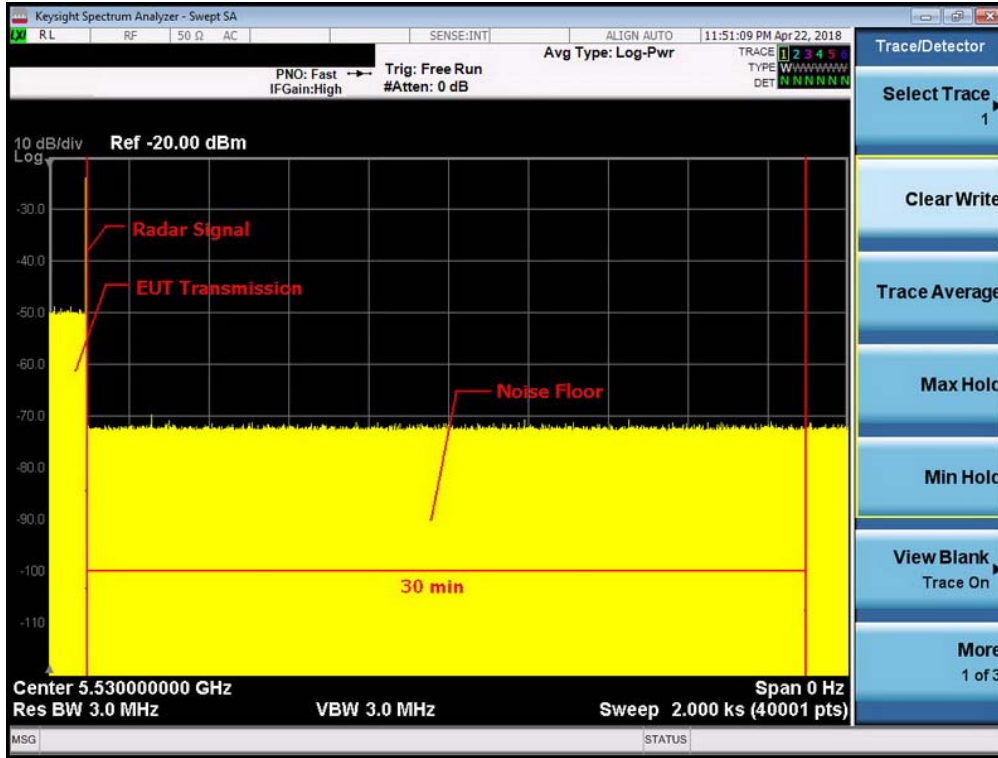 Keysight Spectrum Analyzer - Swept SA
RL RF 50 Ω AC SENSE:INT ALIGN AUTO 11:51:09 PM Apr 22, 2018
PNO: Fast
IFGain:High
Trig: Free Run
#Atten: 0 dB
Avg Type: Log-Pwr
TRACE 1 2 3 4 5 6
TYPE W W W W W W
DET N N N N N N
10 dB/div Ref -20.00 dBm
Log
-30.0
-40.0
-50.0
-60.0
-70.0
-80.0
-90.0
-100
-110
Radar Signal
EUT Transmission
Noise Floor
30 min
Center 5.530000000 GHz Span 0 Hz
Res BW 3.0 MHz VBW 3.0 MHz Sweep 2.000 ks (40001 pts)
MSG STATUS
Trace/Detector
Select Trace
1
Clear Write
Trace Average
Max Hold
Min Hold
View Blank
Trace On
More
1 of 3